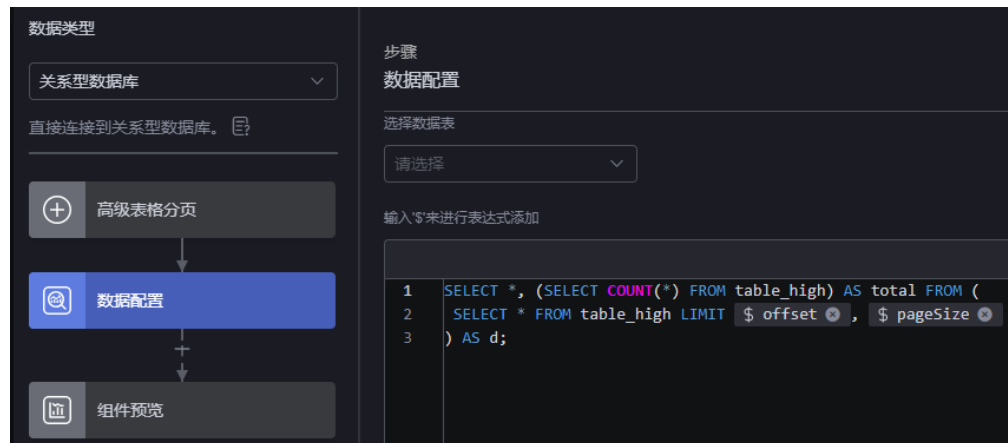 数据类型
关系型数据库
直接连接到关系型数据库。
高级表格分页
数据配置
组件预览
步骤
数据配置
选择数据表
请选择
输入'$'来进行表达式添加
1 SELECT *, (SELECT COUNT(*) FROM table_high) AS total FROM (
2 SELECT * FROM table_high LIMIT $ offset , $ pageSize
3 ) AS d;